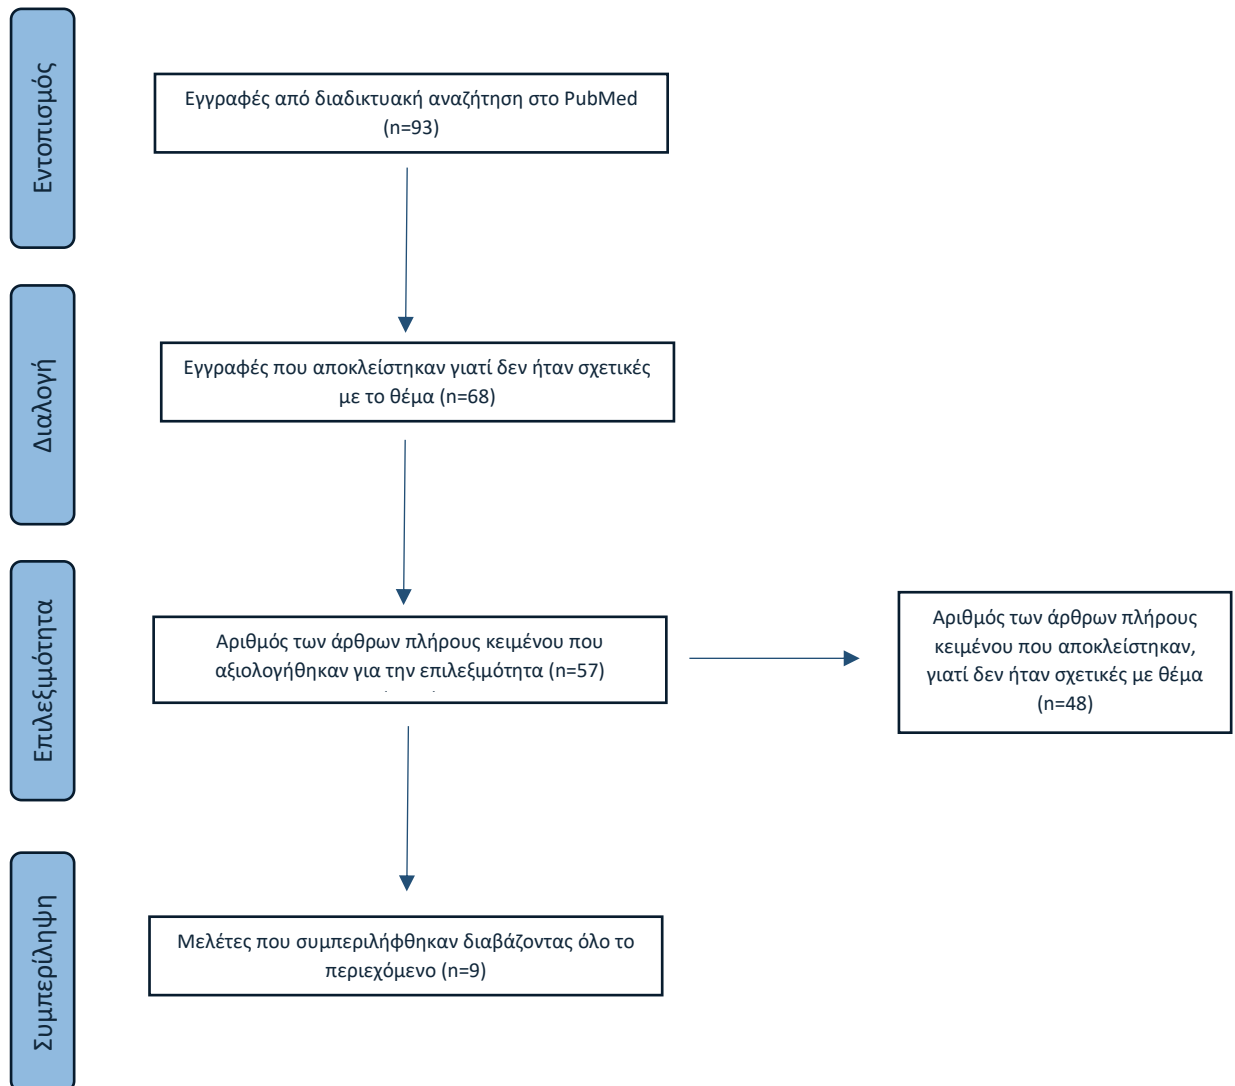 Εντοπισμός
Εγγραφές από διαδικτυακή αναζήτηση στο PubMed
(n=93)
Διαλογή
Εγγραφές που αποκλείστηκαν γιατί δεν ήταν σχετικές
με το θέμα (n=68)
Επιλεξιμότητα
Αριθμός των άρθρων πλήρους κειμένου που
αξιολογήθηκαν για την επιλεξιμότητα (n=57)
Αριθμός των άρθρων πλήρους
κειμένου που αποκλείστηκαν,
γιατί δεν ήταν σχετικές με θέμα
(n=48)
Συμπερίληψη
Μελέτες που συμπεριλήφθηκαν διαβάζοντας όλο το
περιεχόμενο (n=9)